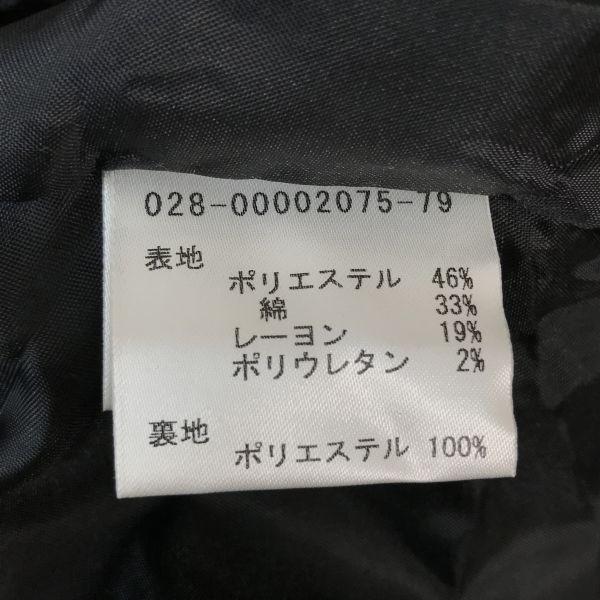 028-00002075-79
表地
ポリエステル 46%
綿 33%
レーヨン 19%
ポリウレタン 2%
裏地
ポリエステル 100%